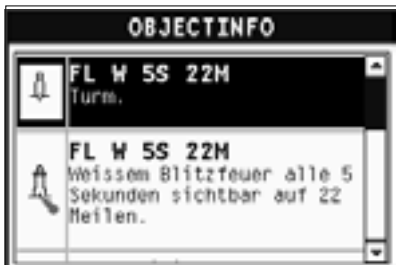 OBJECTINFO
FL W 5S 22M
Turm.
FL W 5S 22M
Weissem Blitzfeuer alle 5
Sekunden sichtbar auf 22
Meilen.